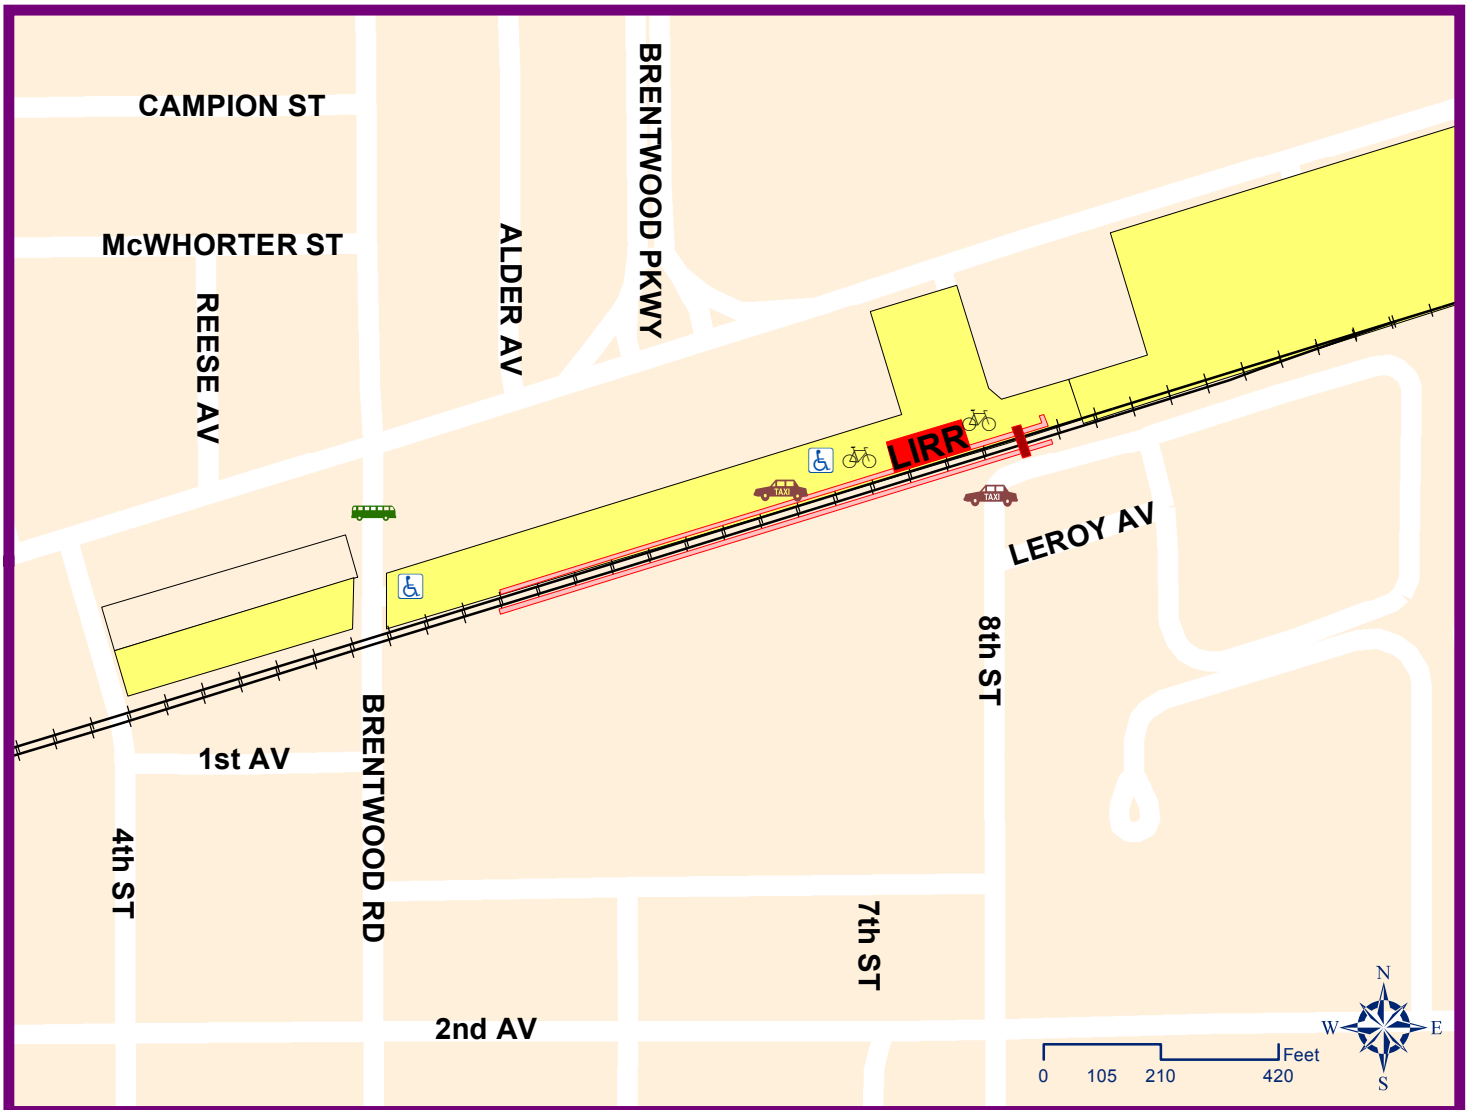 CAMPION ST
BRENTWOOD PKWY
McWHORTER ST
ALDER AV
REESE AV
LIRR
TAXI
TAXI
LEROY AV
8th ST
BRENTWOOD RD
1st AV
4th ST
7th ST
2nd AV
N
W E
S
Feet
0 105 210 420